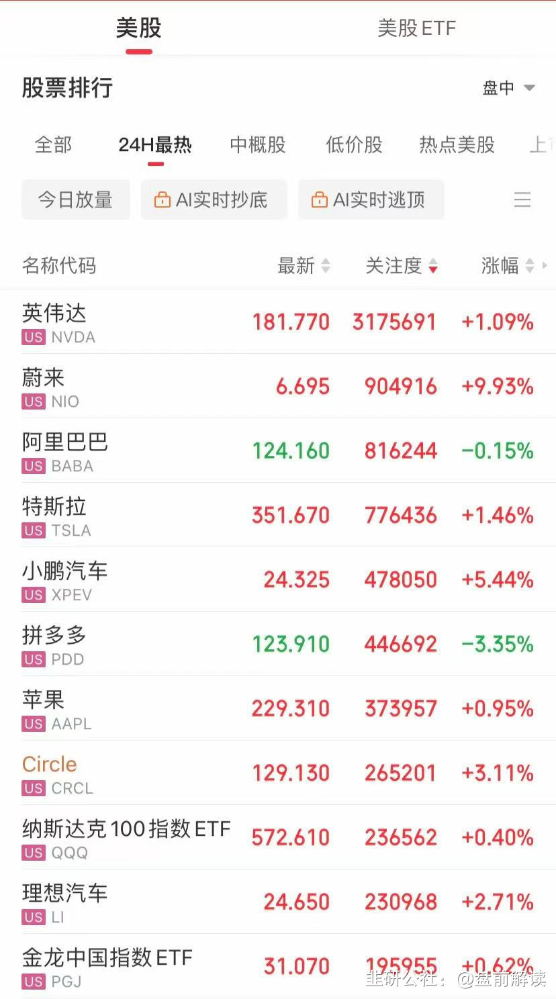 美股 美股ETF
股票排行 盘中
全部 24H最热 中概股 低价股 热点美股 上市
今日放量 AI实时抄底 AI实时逃顶
名称代码 最新 关注度 涨幅
英伟达 181.770 3175691 +1.09%
US NVDA
蔚来 6.695 904916 +9.93%
US NIO
阿里巴巴 124.160 816244 -0.15%
US BABA
特斯拉 351.670 776436 +1.46%
US TSLA
小鹏汽车 24.325 478050 +5.44%
US XPEV
拼多多 123.910 446692 -3.35%
US PDD
苹果 229.310 373957 +0.95%
US AAPL
Circle 129.130 265201 +3.11%
US CRCL
纳斯达克100指数ETF 572.610 236562 +0.40%
US QQQ
理想汽车 24.650 230968 +2.71%
US LI
金龙中国指数ETF 31.070 195955 +0.62%
US PGJ
韭研公社：@盘前解读